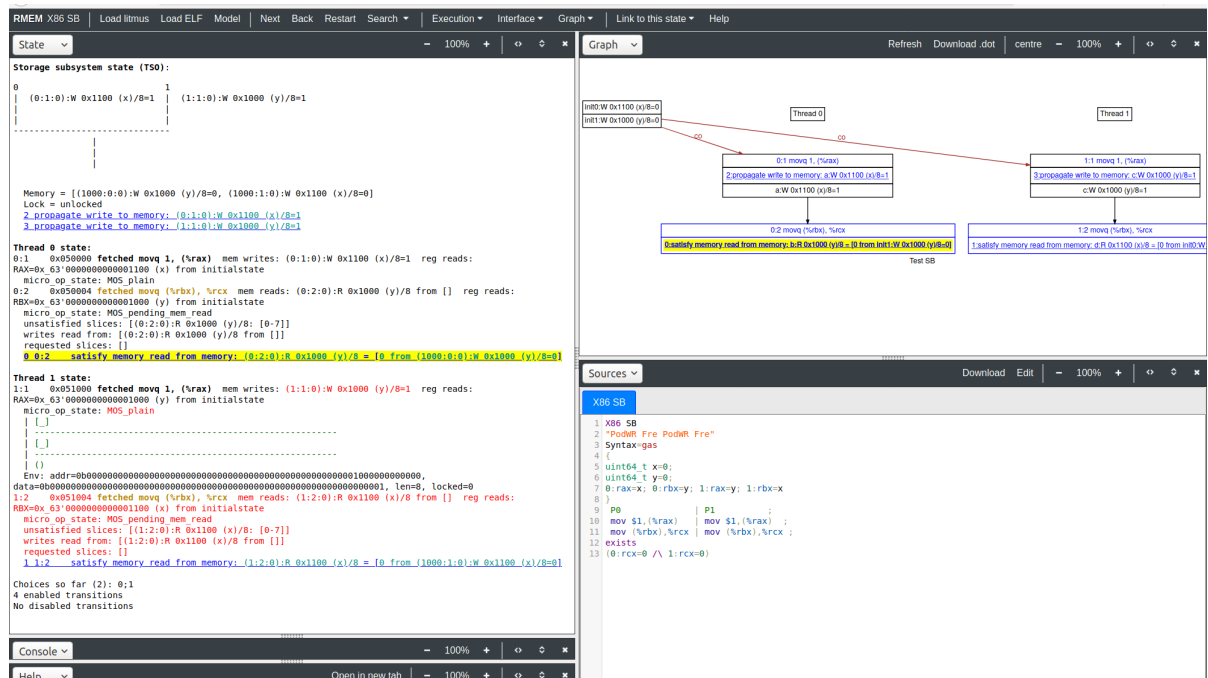 RMEM X86 SB Load litmus Load ELF Model Next Back Restart Search Execution Interface Graph Link to this state Help
State - 100% +
Storage subsystem state (TSO):
0 1
| (0:1:0):W 0x1100 (x)/8=1 | (1:1:0):W 0x1000 (y)/8=1
| |
| |
-----------------------------
|
|
|
Memory = [(1000:0:0):W 0x1000 (y)/8=0, (1000:1:0):W 0x1100 (x)/8=0]
Lock = unlocked
2 propagate write to memory: (0:1:0):W 0x1100 (x)/8=1
3 propagate write to memory: (1:1:0):W 0x1000 (y)/8=1
Thread 0 state:
0:1 0x050000 fetched movq 1, (%rax) mem writes: (0:1:0):W 0x1100 (x)/8=1 reg reads:
RAX=0x_63'0000000000001100 (x) from initialstate
micro_op_state: MOS_plain
0:2 0x050004 fetched movq (%rbx), %rcx mem reads: (0:2:0):R 0x1000 (y)/8 from [] reg reads:
RBX=0x_63'0000000000001000 (y) from initialstate
micro_op_state: MOS_pending_mem_read
unsatisfied slices: [(0:2:0):R 0x1000 (y)/8: [0-7]]
writes read from: [(0:2:0):R 0x1000 (y)/8 from []]
requested slices: []
0 0:2 satisfy memory read from memory: (0:2:0):R 0x1000 (y)/8 = [0 from (1000:0:0):W 0x1000 (y)/8=0]
Thread 1 state:
1:1 0x051000 fetched movq 1, (%rax) mem writes: (1:1:0):W 0x1000 (y)/8=1 reg reads:
RAX=0x_63'0000000000001000 (y) from initialstate
micro_op_state: MOS_plain
| [_]
| ---------------------------------------------------------
| [_]
| ---------------------------------------------------------
| ()
data=0b0000000000000000000000000000000000000000000000000000000000000001, len=8, locked=0
1:2 0x051004 fetched movq (%rbx), %rcx mem reads: (1:2:0):R 0x1100 (x)/8 from [] reg reads:
RBX=0x_63'0000000000001100 (x) from initialstate
micro_op_state: MOS_pending_mem_read
unsatisfied slices: [(1:2:0):R 0x1100 (x)/8: [0-7]]
writes read from: [(1:2:0):R 0x1100 (x)/8 from []]
requested slices: []
1 1:2 satisfy memory read from memory: (1:2:0):R 0x1100 (x)/8 = [0 from (1000:1:0):W 0x1100 (x)/8=0]
Choices so far (2): 0;1
4 enabled transitions
No disabled transitions
Console - 100% +
Help Open in new tab - 100% +
Graph Refresh Download .dot centre - 100% +
init0:W 0x1100 (x)/8=0
init1:W 0x1000 (y)/8=0
Thread 0
Thread 1
co
co
0:1 movq 1, (%rax)
2:propagate write to memory: a:W 0x1100 (x)/8=1
a:W 0x1100 (x)/8=1
1:1 movq 1, (%rax)
3:propagate write to memory: c:W 0x1000 (y)/8=1
c:W 0x1000 (y)/8=1
0:2 movq (%rbx), %rcx
0:satisfy memory read from memory: b:R 0x1000 (y)/8 = [0 from init1:W 0x1000 (y)/8=0]
1:2 movq (%rbx), %rcx
1:satisfy memory read from memory: d:R 0x1100 (x)/8 = [0 from init0:W
Test SB
Sources Download Edit - 100% +
X86 SB
1 X86 SB
2 "PodWR Fre PodWR Fre"
3 Syntax=gas
4 {
5 uint64_t x=0;
6 uint64_t y=0;
7 0:rax=x; 0:rbx=y; 1:rax=y; 1:rbx=x
8 }
9 P0 | P1 ;
10 mov $1,(%rax) | mov $1,(%rax) ;
11 mov (%rbx),%rcx | mov (%rbx),%rcx ;
12 exists
13 (0:rcx=0 /\ 1:rcx=0)